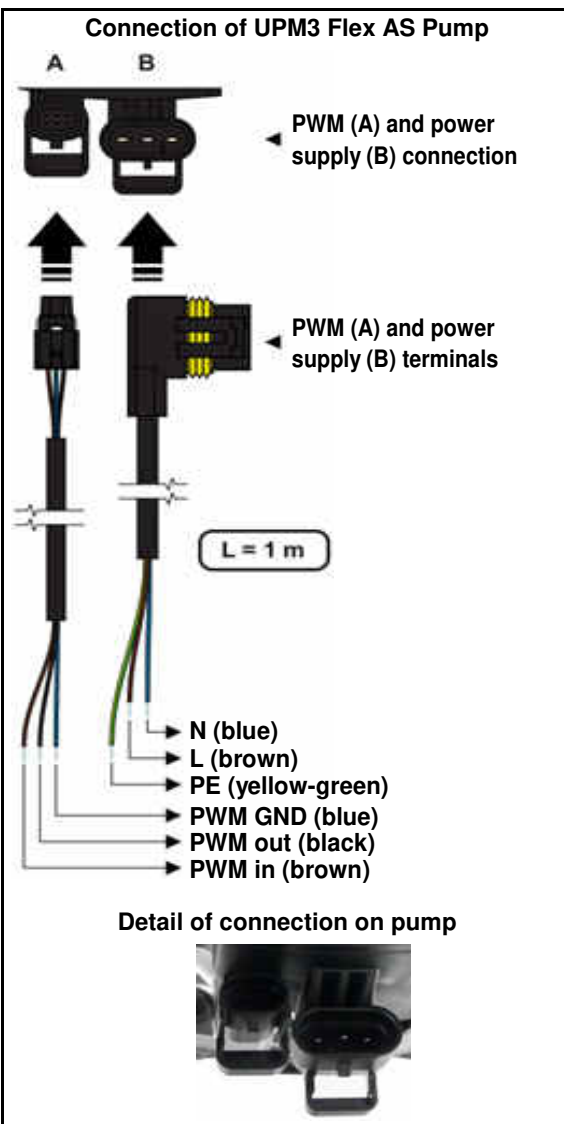 Connection of UPM3 Flex AS Pump
A B
PWM (A) and power
supply (B) connection
PWM (A) and power
supply (B) terminals
L = 1 m
N (blue)
L (brown)
PE (yellow-green)
PWM GND (blue)
PWM out (black)
PWM in (brown)
Detail of connection on pump